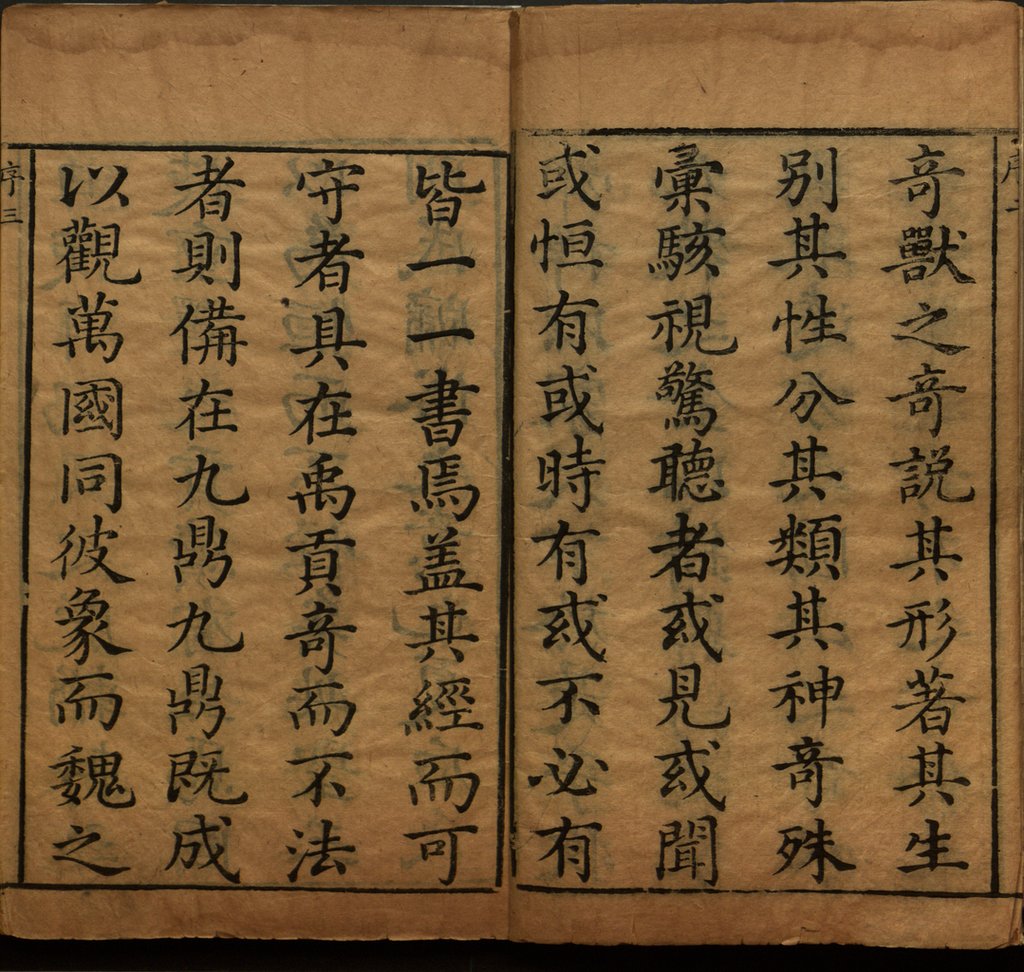 奇獸之奇說其形著其生
別其性分其類其神奇殊
彙駭視驚聽者或見或聞
或恒有或時有或不必有
皆一一書焉蓋其經而可
守者具在禹貢奇而不法
者則備在九鼎九鼎既成
以觀萬國同彼象而魏之
序三